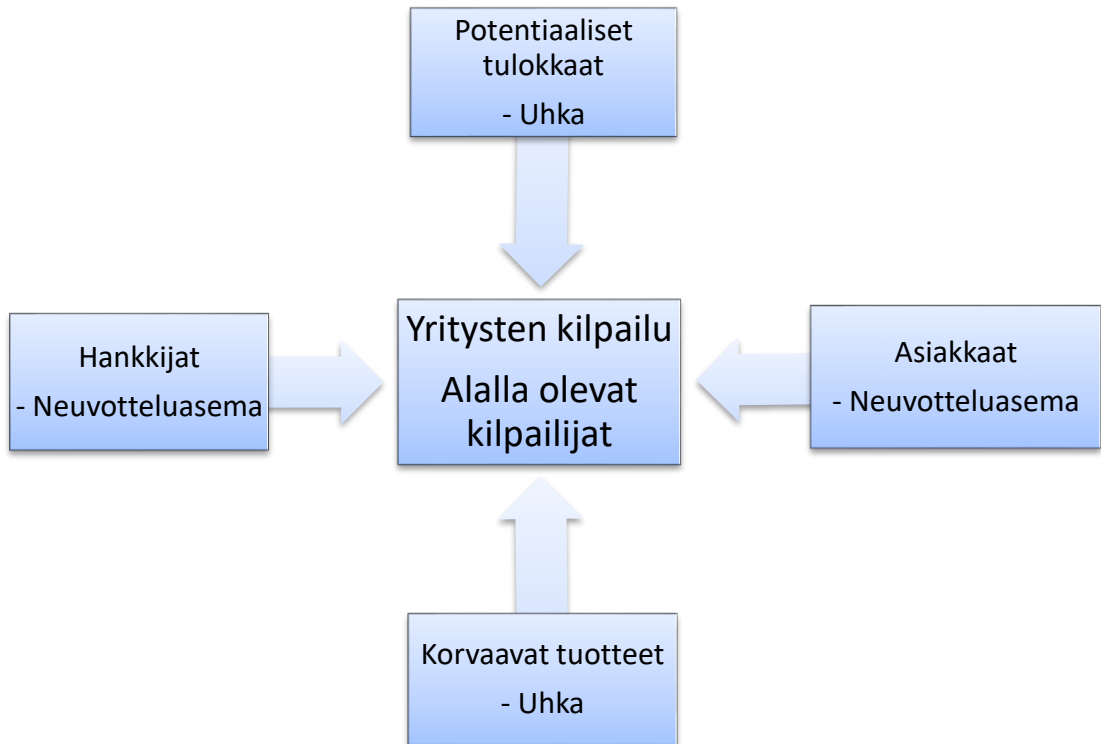 Potentiaaliset
tulokkaat
- Uhka
Hankkijat
- Neuvotteluasema
Yritysten kilpailu
Alalla olevat
kilpailijat
Asiakkaat
- Neuvotteluasema
Korvaavat tuotteet
- Uhka